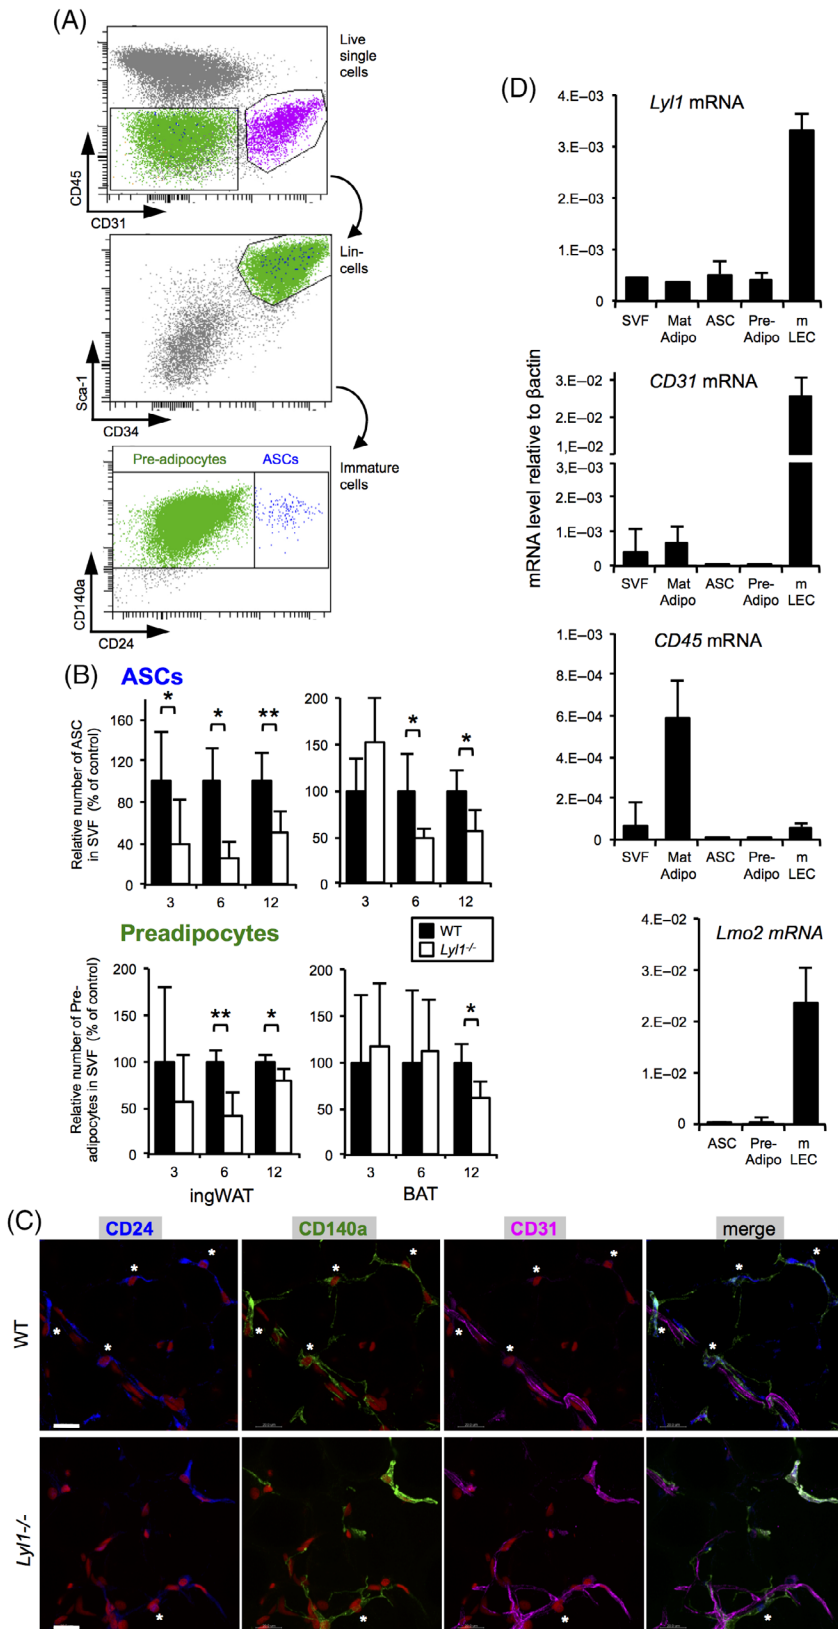 (A)
Live
single
cells
CD45
CD31
Lin-
cells
Sca-1
CD34
Pre-adipocytes
ASCs
Immature
cells
CD140a
CD24
(B)
ASCs
Relative number of ASC
in SVF (% of control)
160
120
80
40
0
*
*
**
3
6
12
200
150
100
50
0
*
*
3
6
12
Preadipocytes
WT
Lyl1-/-
Relative number of Pre-
adipocytes in SVF (% of control)
200
150
100
50
0
**
*
3
6
12
ingWAT
200
150
100
50
0
*
3
6
12
BAT
(D)
mRNA level relative to βactin
Lyl1 mRNA
4.E–03
3.E–03
2.E–03
1.E–03
0
SVF
Mat
Adipo
ASC
Pre-
Adipo
m
LEC
CD31 mRNA
3.E–02
2.E–02
1,E–02
3.E–03
2.E–03
1.E–03
0
SVF
Mat
Adipo
ASC
Pre-
Adipo
m
LEC
CD45 mRNA
1.E–03
8.E–04
6.E–04
4.E–04
2.E–04
0
SVF
Mat
Adipo
ASC
Pre-
Adipo
m
LEC
Lmo2 mRNA
4.E–02
3.E–02
2.E–02
1.E–02
0
ASC
Pre-
Adipo
m
LEC
(C)
CD24
CD140a
CD31
merge
WT
Lyl1-/-